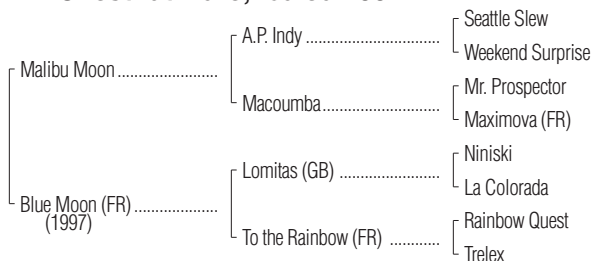 Seattle Slew
A.P. Indy
Weekend Surprise
Malibu Moon
Mr. Prospector
Macoumba
Maximova (FR)
Niniski
Lomitas (GB)
La Colorada
Blue Moon (FR)
(1997)
Rainbow Quest
To the Rainbow (FR)
Trelex